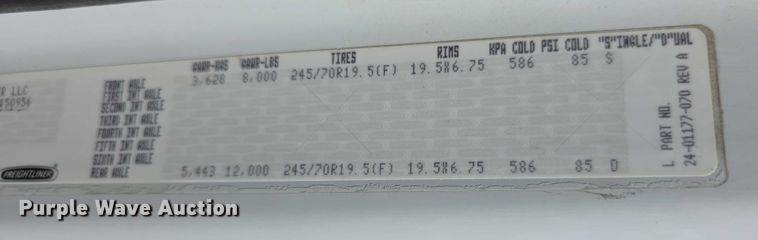 GAWR-KGS GAWR-LBS TIRES RIMS KPA COLD PSI COLD "S"INGLE/"D"UAL
FRONT AXLE 3,628 8,000 245/70R19.5(F) 19.5X6.75 586 85 S
FIRST INT AXLE
SECOND INT AXLE
THIRD INT AXLE
FOURTH INT AXLE
FIFTH INT AXLE
SIXTH INT AXLE
REAR AXLE 5,443 12,000 245/70R19.5(F) 19.5X6.75 586 85 D
LLC
FREIGHTLINER
L PART NO.
24-01177-070 REV A
Purple Wave Auction